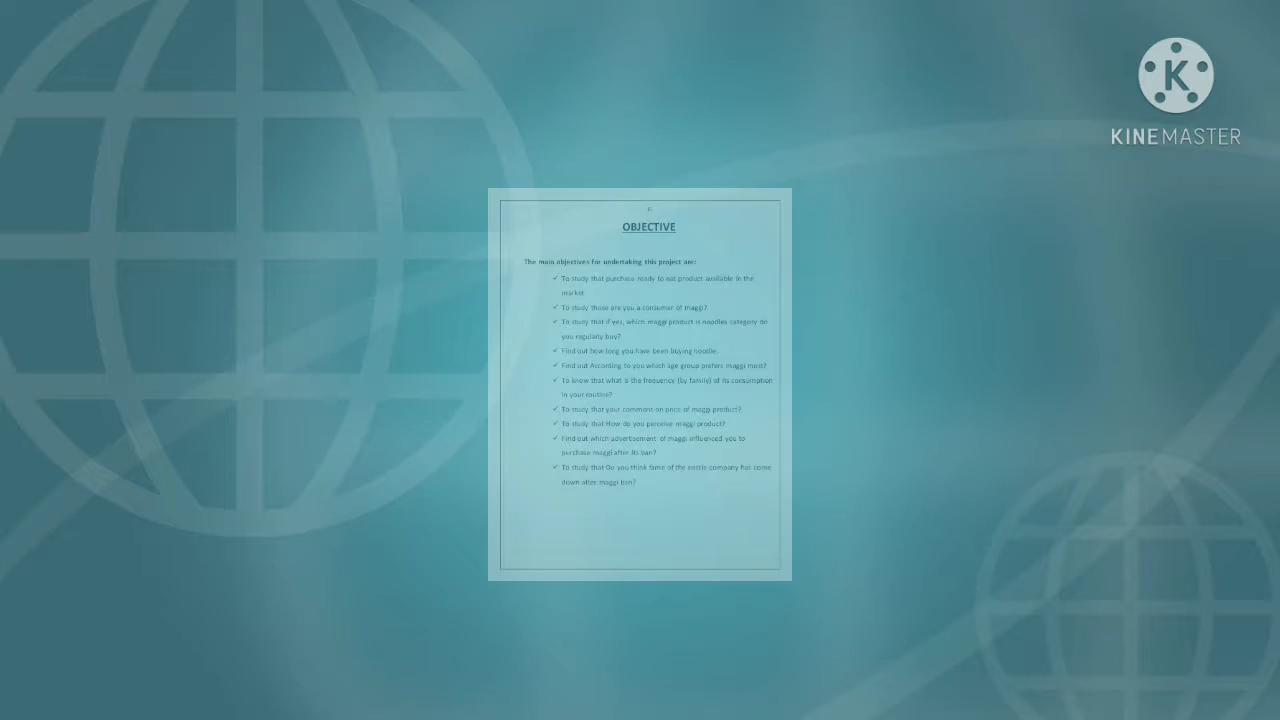 KINEMASTER
OBJECTIVE
The main objectives for undertaking this project are:
✓ To study that purchase ready to eat product available in the
market
✓ To study those are you a consumer of maggi?
✓ To study that if yes, which maggi product is noodles category do
you regularly buy?
✓ Find out how long you have been buying noodle.
✓ Find out According to you which age group prefers maggi most?
✓ To know that what is the frequency (by family) of its consumption
in your routine?
✓ To study that your comment on price of maggi product?
✓ To study that How do you perceive maggi product?
✓ Find out which advertisement of maggi influenced you to
purchase maggi after its ban?
✓ To study that Do you think fame of the nestle company has come
down after maggi ban?